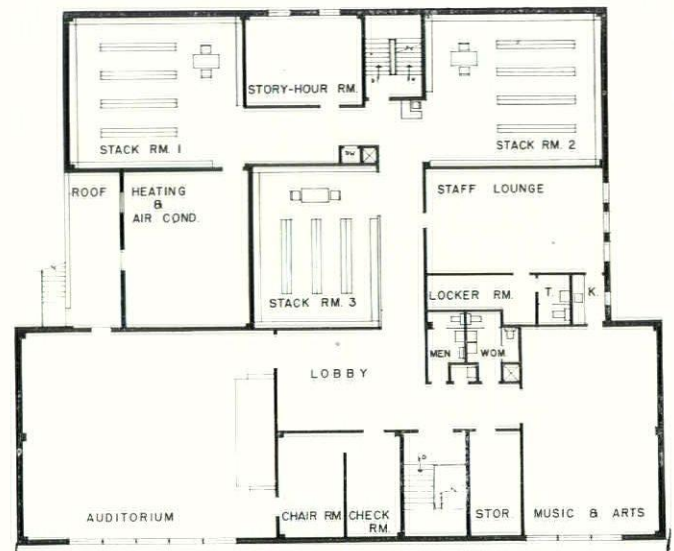 STORY-HOUR RM.
STACK RM. 1
STACK RM. 2
ROOF
HEATING
&
AIR COND.
STAFF LOUNGE
STACK RM. 3
LOCKER RM.
T.
K.
MEN
WOM.
LOBBY
AUDITORIUM
CHAIR RM.
CHECK
RM.
STOR.
MUSIC & ARTS